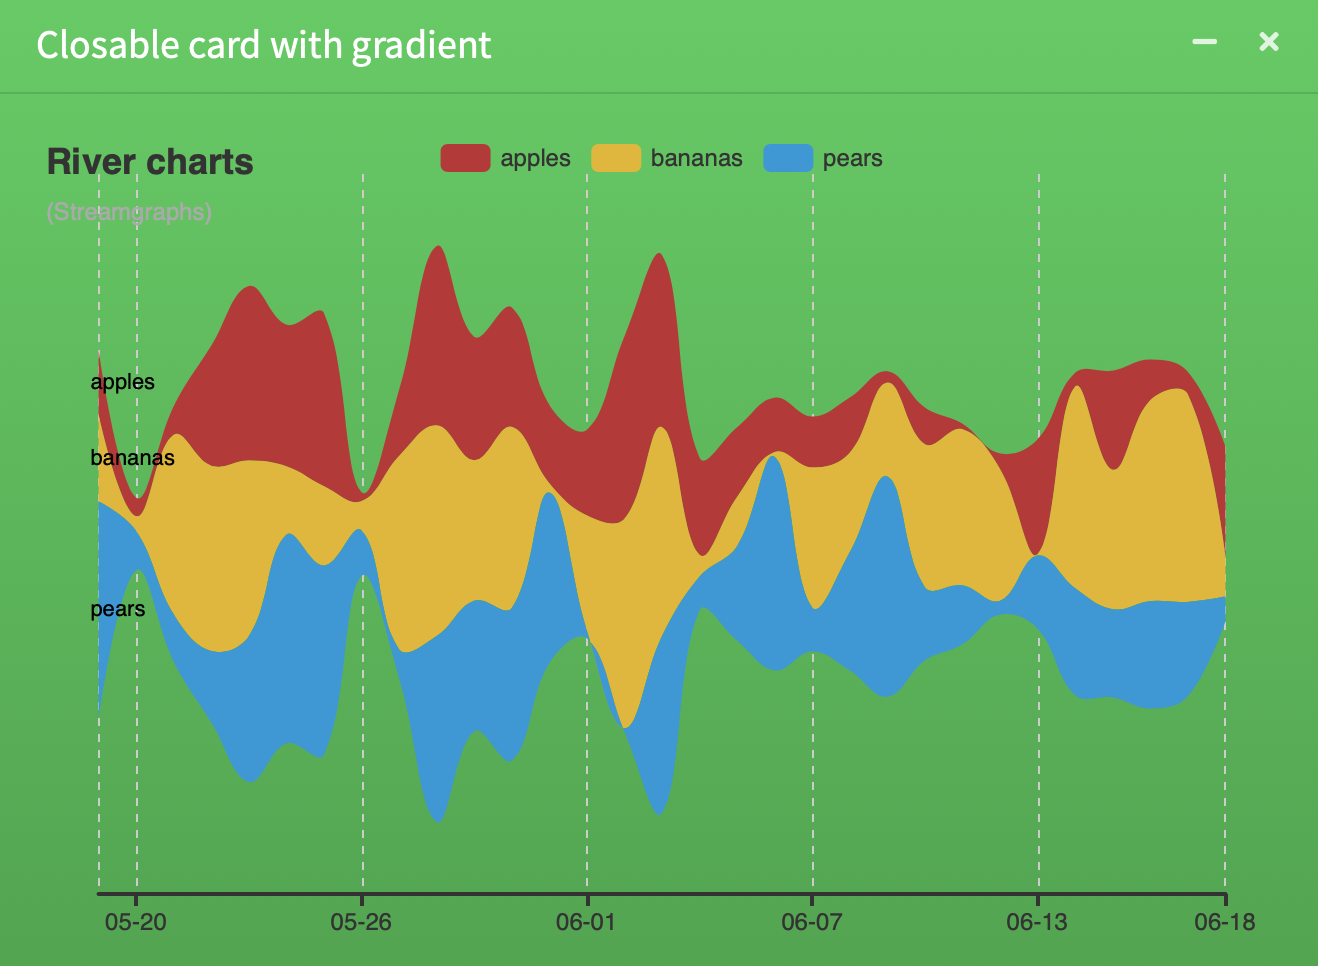 Closable card with gradient
River charts
apples bananas pears
(Streamgraphs)
apples
bananas
pears
05-20 05-26 06-01 06-07 06-13 06-18